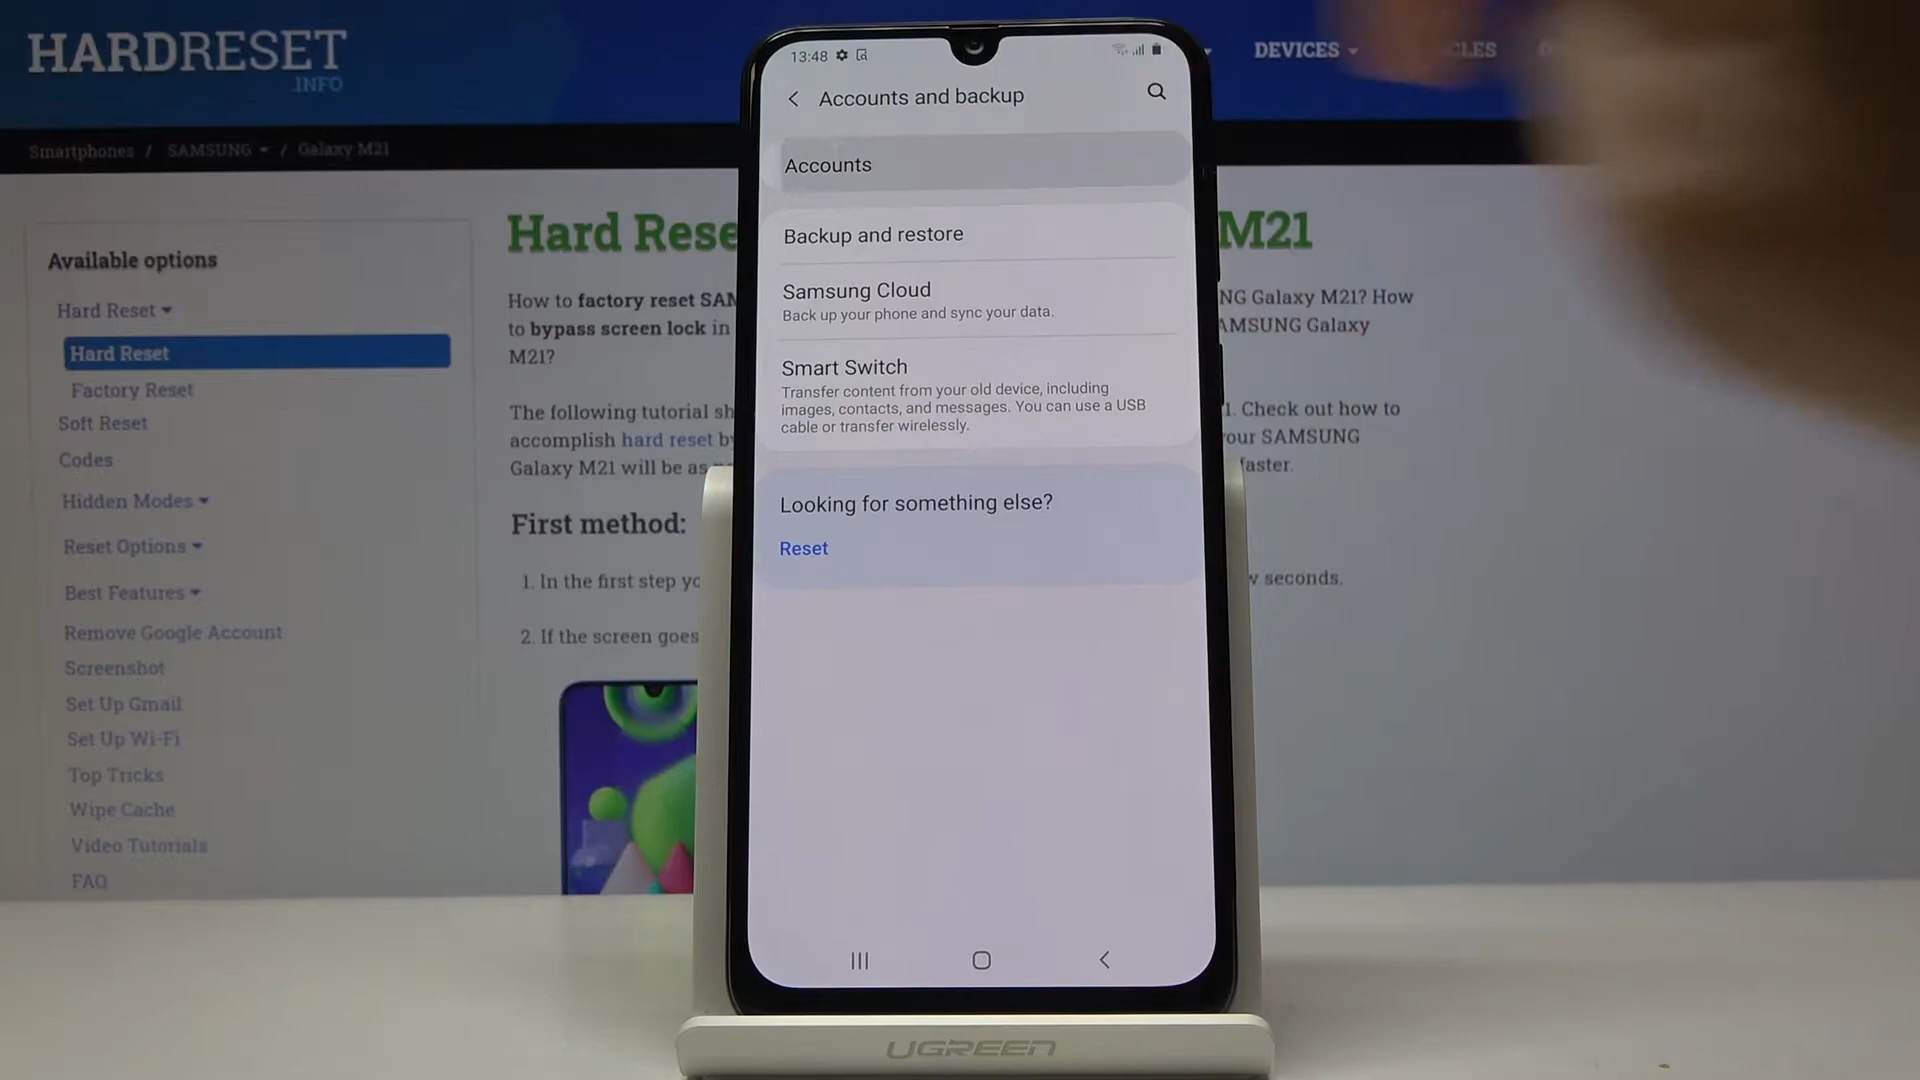 HARDRESET
.INFO
DEVICES
Smartphones / SAMSUNG / Galaxy M21
Available options
Hard Reset
Hard Reset
Factory Reset
Soft Reset
Codes
Hidden Modes
Reset Options
Best Features
Remove Google Account
Screenshot
Set Up Gmail
Set Up Wi-Fi
Top Tricks
Wipe Cache
Video Tutorials
FAQ
Hard Rese
M21
How to factory reset SAM
NG Galaxy M21? How
to bypass screen lock in
AMSUNG Galaxy
M21?
The following tutorial sh
1. Check out how to
accomplish hard reset by
our SAMSUNG
Galaxy M21 will be as
faster.
First method:
1. In the first step yo
w seconds.
2. If the screen goes
13:48
Accounts and backup
Accounts
Backup and restore
Samsung Cloud
Back up your phone and sync your data.
Smart Switch
Transfer content from your old device, including
images, contacts, and messages. You can use a USB
cable or transfer wirelessly.
Looking for something else?
Reset
UGREEN